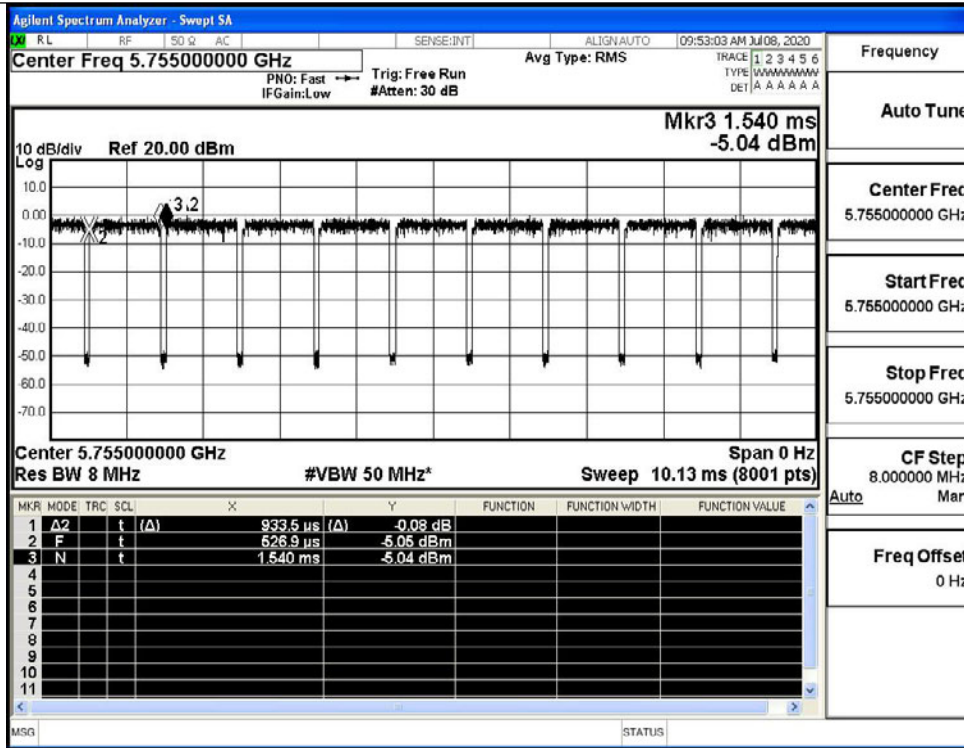 Agilent Spectrum Analyzer - Swept SA
RL RF 50 Ω AC SENSE:INT ALIGN AUTO 09:53:03 AM Jul 08, 2020
Center Freq 5.755000000 GHz
PNO: Fast Trig: Free Run
IFGain:Low #Atten: 30 dB
Avg Type: RMS
TRACE 1 2 3 4 5 6
TYPE WWWWWWW
DET A A A A A A
Mkr3 1.540 ms
-5.04 dBm
10 dB/div Ref 20.00 dBm
Log
10.0
0.00
-10.0
-20.0
-30.0
-40.0
-50.0
-60.0
-70.0
2
Center 5.755000000 GHz Span 0 Hz
Res BW 8 MHz #VBW 50 MHz* Sweep 10.13 ms (8001 pts)
MKR MODE TRC SCL X Y FUNCTION FUNCTION WIDTH FUNCTION VALUE
1 Δ2 t (Δ) 933.5 µs (Δ) -0.08 dB
2 F t 526.9 µs -5.05 dBm
3 N t 1.540 ms -5.04 dBm
4
5
6
7
8
9
10
11
MSG STATUS
Frequency
Auto Tune
Center Freq
5.755000000 GHz
Start Freq
5.755000000 GHz
Stop Freq
5.755000000 GHz
CF Step
8.000000 MHz
Auto Man
Freq Offset
0 Hz